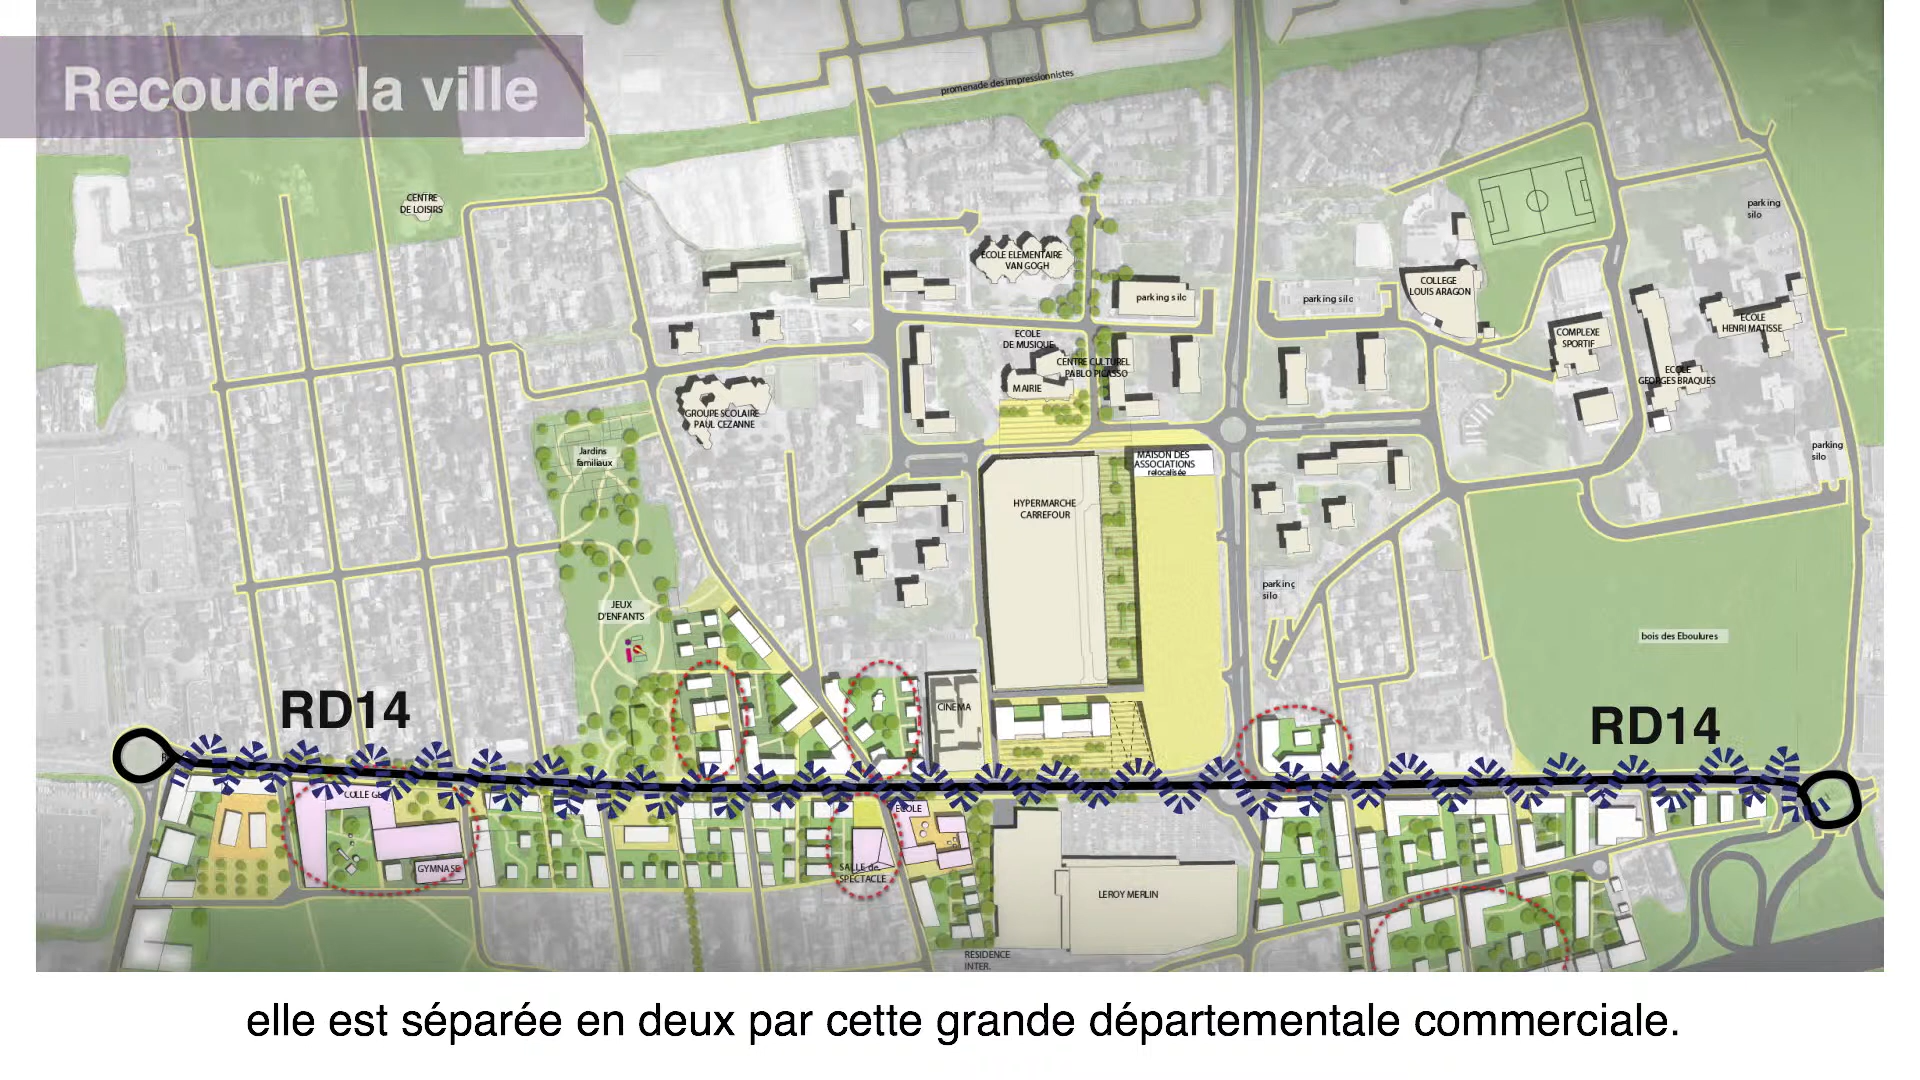 Recoudre la ville
promenade des impressionnistes
CENTRE
DE LOISIRS
parking
silo
ECOLE ELEMENTAIRE
VAN GOGH
COLLEGE
LOUIS ARAGON
parking silo
parking silo
ECOLE
HENRI MATISSE
COMPLEXE
SPORTIF
ECOLE
DE MUSIQUE
CENTRE CULTUREL
PABLO PICASSO
MAIRIE
ECOLE
GEORGES BRAQUES
GROUPE SCOLAIRE
PAUL CEZANNE
Jardins
familiaux
MAISON DES
ASSOCIATIONS
relocalisée
parking
silo
HYPERMARCHE
CARREFOUR
parking
silo
JEUX
D'ENFANTS
bois des Eboulures
RD14
CINEMA
RD14
ECOLE
GYMNASE
SALLE de
SPECTACLE
LEROY MERLIN
RESIDENCE
INTER.
elle est séparée en deux par cette grande départementale commerciale.